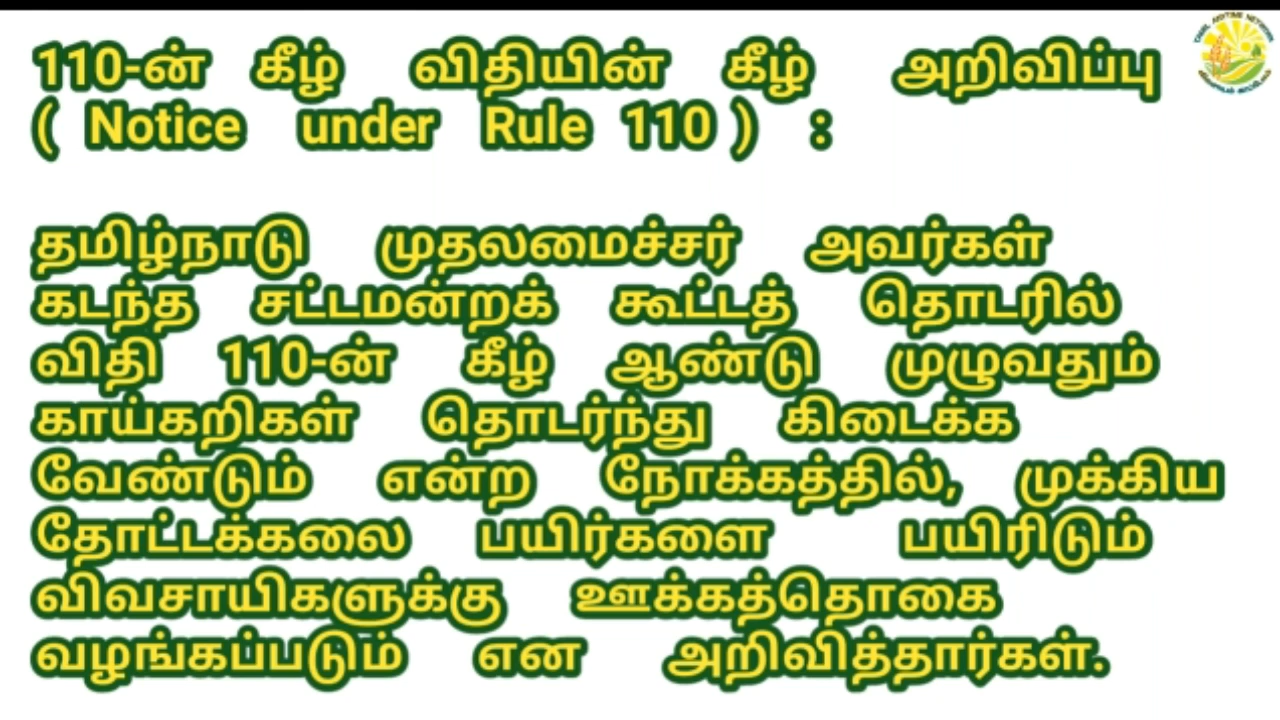 110-ன் கீழ் விதியின் கீழ் அறிவிப்பு
( Notice under Rule 110 ) :
தமிழ்நாடு முதலமைச்சர் அவர்கள்
கடந்த சட்டமன்றக் கூட்டத் தொடரில்
விதி 110-ன் கீழ் ஆண்டு முழுவதும்
காய்கறிகள் தொடர்ந்து கிடைக்க
வேண்டும் என்ற நோக்கத்தில், முக்கிய
தோட்டக்கலை பயிர்களை பயிரிடும்
விவசாயிகளுக்கு ஊக்கத்தொகை
வழங்கப்படும் என அறிவித்தார்கள்.